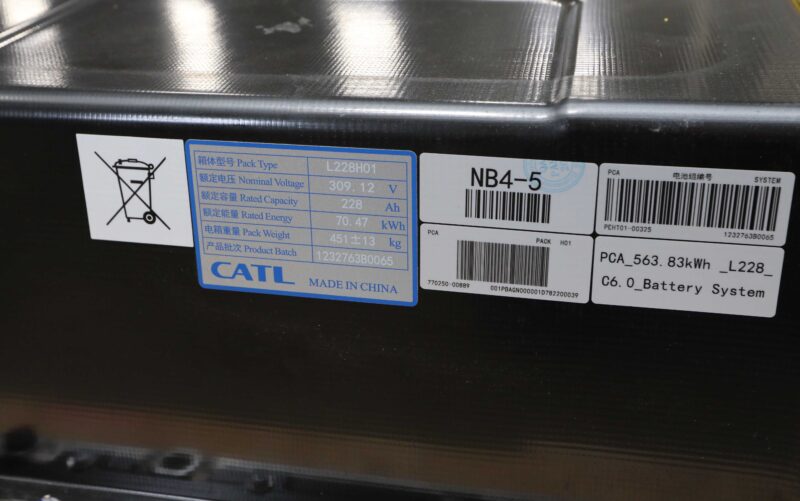 箱体型号 Pack Type L228H01
额定电压 Nominal Voltage 309.12 V
额定容量 Rated Capacity 228 Ah
额定能量 Rated Energy 70.47 kWh
电箱重量 Pack Weight 451±13 kg
产品批次 Product Batch 1232763B0065
CATL MADE IN CHINA
NB4-5
PCA PACK H01
770250-00889 001PBAGN000001D782200039
PCA 电池组编号 SYSTEM
PEHT01-00325 1232763B0065
PCA_563.83kWh _L228_
C6.0_Battery System